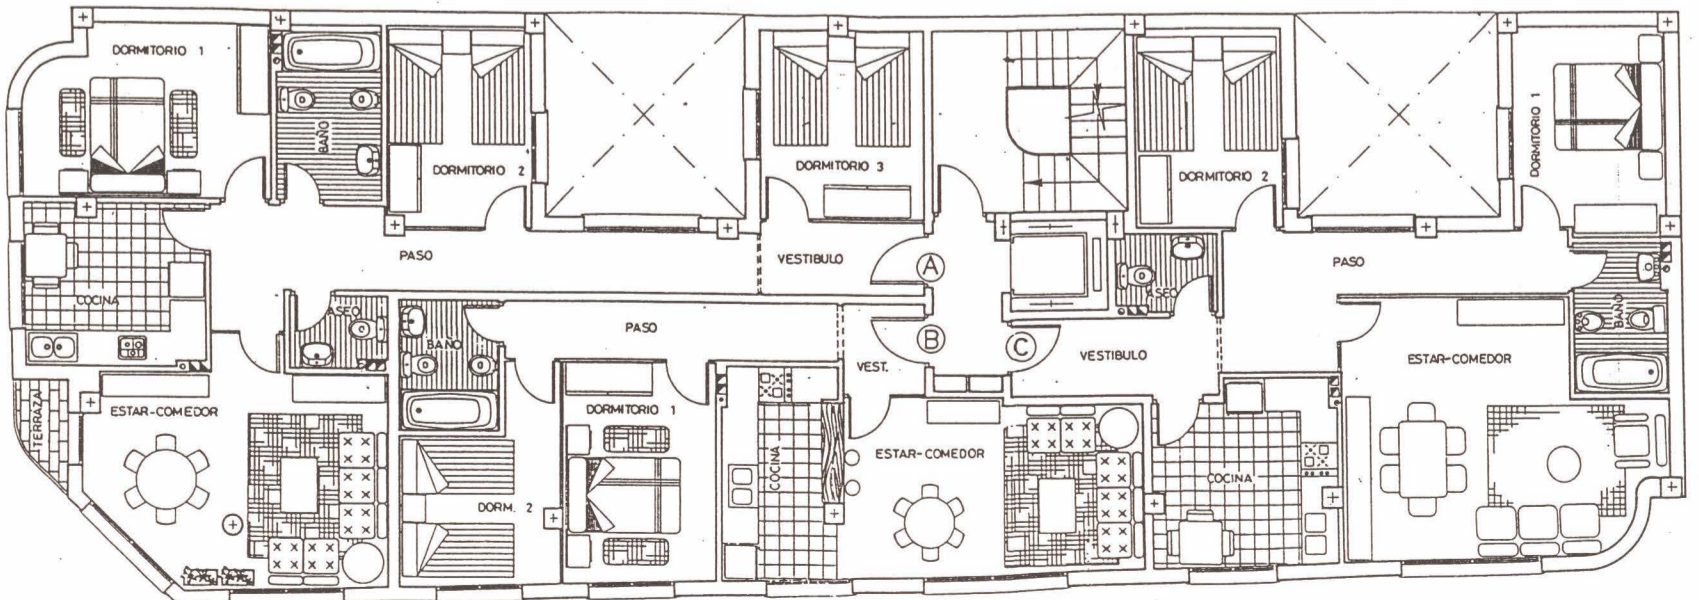 DORMITORIO 1
BAÑO
DORMITORIO 2
DORMITORIO 3
DORMITORIO 2
DORMITORIO 1
PASO
VESTIBULO
A
PASO
COCINA
ASEO
BAÑO
PASO
B
VEST.
C
VESTIBULO
ASEO
BAÑO
ESTAR-COMEDOR
TERRAZA
ESTAR-COMEDOR
DORMITORIO 1
DORM. 2
COCINA
ESTAR-COMEDOR
COCINA